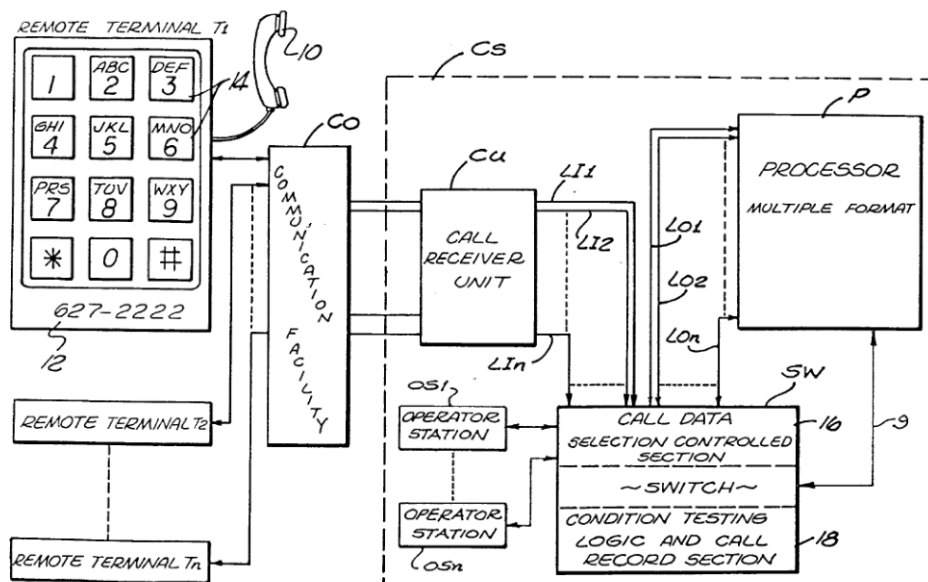 REMOTE TERMINAL T1
10
1
ABC
2
DEF
3
14
GHI
4
JKL
5
MNO
6
PRS
7
TUV
8
WXY
9
*
0
#
627-2222
12
REMOTE TERMINAL T2
REMOTE TERMINAL Tn
CO
COMMUNICATION
FACILITY
CS
CU
CALL
RECEIVER
UNIT
LI1
LI2
LIn
LO1
LO2
LOn
P
PROCESSOR
MULTIPLE FORMAT
9
OS1
OPERATOR
STATION
OPERATOR
STATION
OSn
SW
CALL DATA
SELECTION CONTROLLED
SECTION
16
~SWITCH~
CONDITION TESTING
LOGIC AND CALL
RECORD SECTION
18